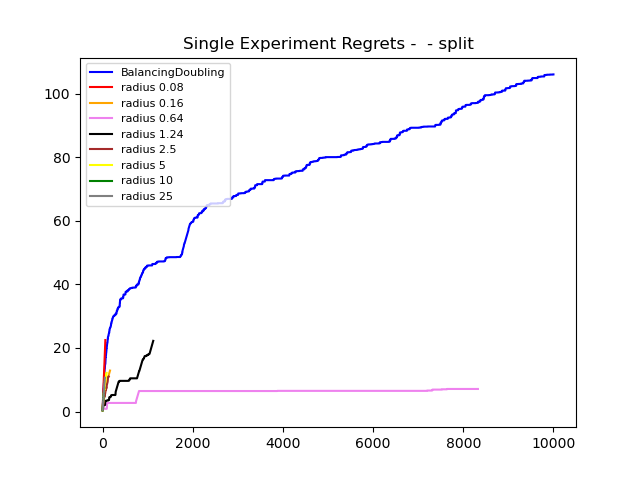 Single Experiment Regrets -  - split
BalancingDoubling
radius 0.08
radius 0.16
radius 0.64
radius 1.24
radius 2.5
radius 5
radius 10
radius 25
100
80
60
40
20
0
0 2000 4000 6000 8000 10000